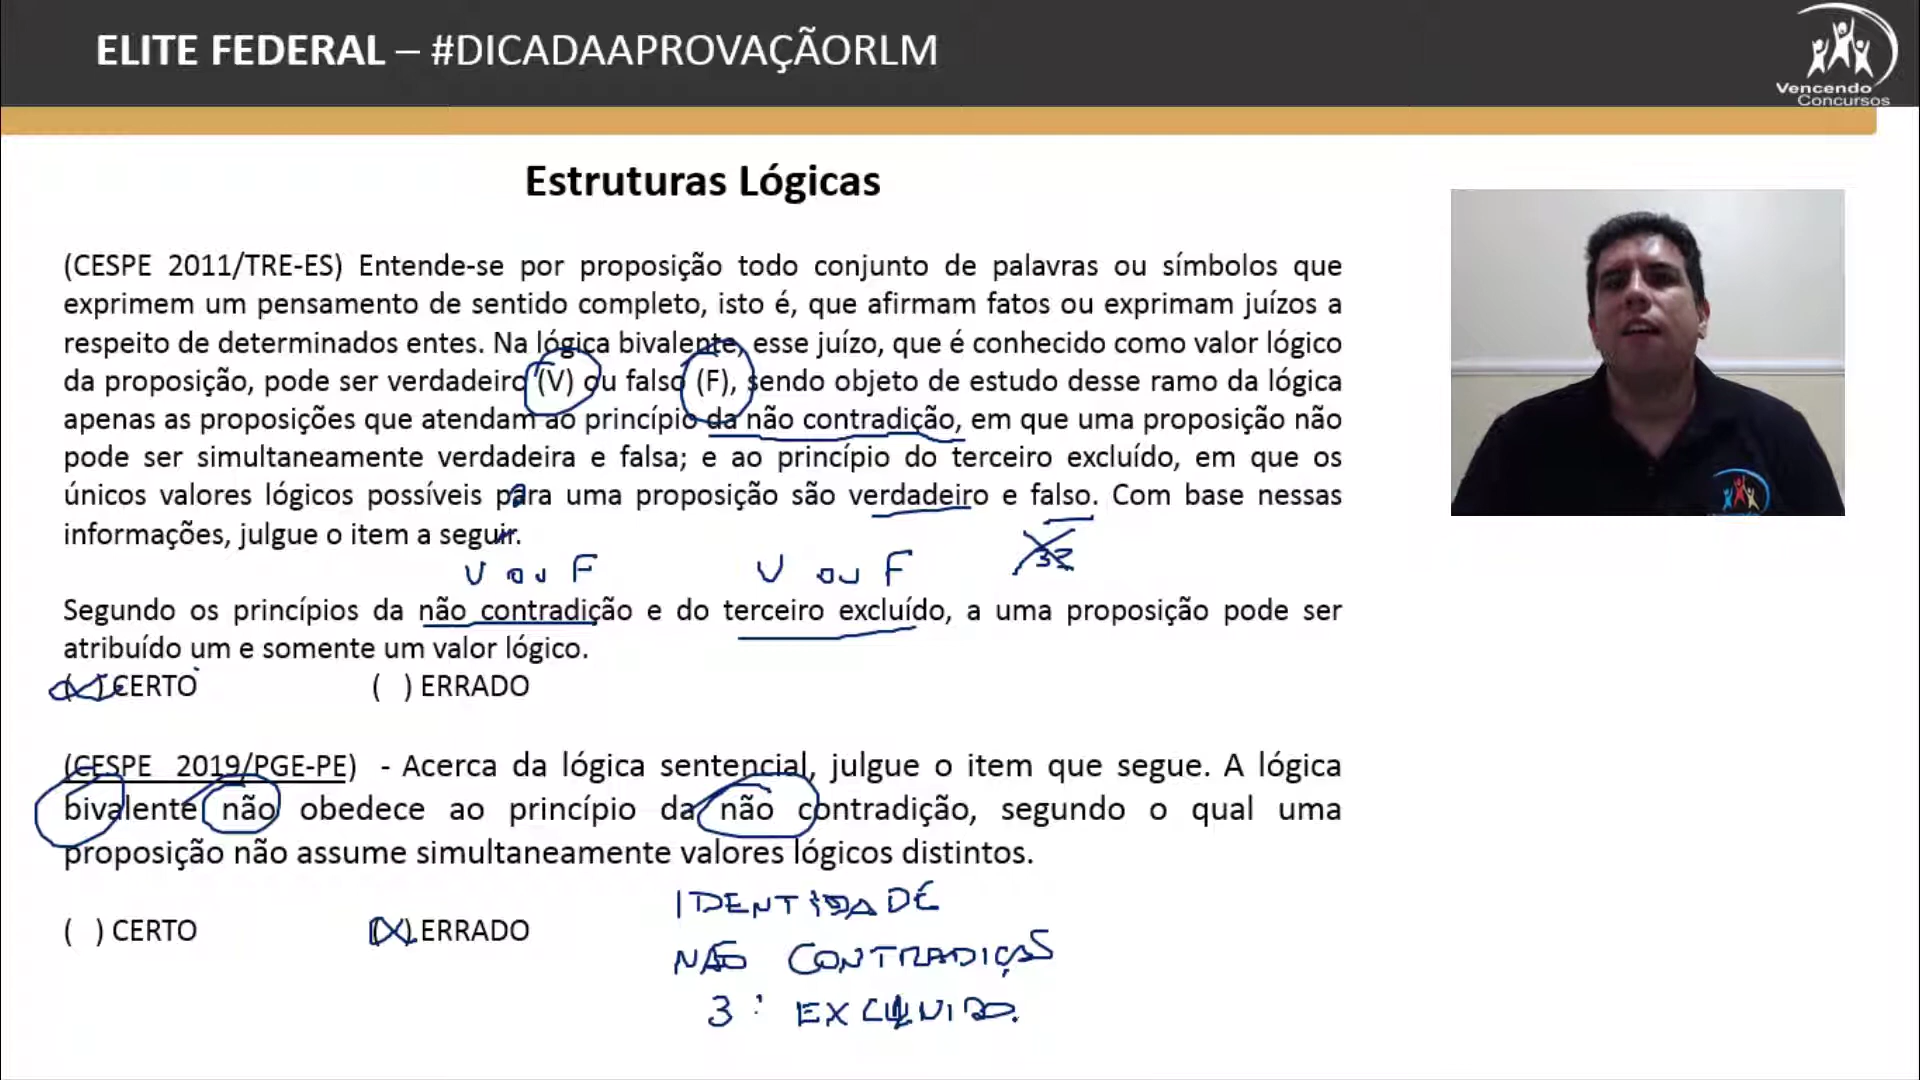 ELITE FEDERAL – #DICADAAPROVAÇÃORLM
Vencendo
Concursos
Estruturas Lógicas
(CESPE 2011/TRE-ES) Entende-se por proposição todo conjunto de palavras ou símbolos que
exprimem um pensamento de sentido completo, isto é, que afirmam fatos ou exprimam juízos a
respeito de determinados entes. Na lógica bivalente, esse juízo, que é conhecido como valor lógico
da proposição, pode ser verdadeiro (V) ou falso (F), sendo objeto de estudo desse ramo da lógica
apenas as proposições que atendam ao princípio da não contradição, em que uma proposição não
pode ser simultaneamente verdadeira e falsa; e ao princípio do terceiro excluído, em que os
únicos valores lógicos possíveis para uma proposição são verdadeiro e falso. Com base nessas
informações, julgue o item a seguir.
V ou F V ou F
Segundo os princípios da não contradição e do terceiro excluído, a uma proposição pode ser
atribuído um e somente um valor lógico.
( ) CERTO ( ) ERRADO
(CESPE 2019/PGE-PE) - Acerca da lógica sentencial, julgue o item que segue. A lógica
bivalente não obedece ao princípio da não contradição, segundo o qual uma
proposição não assume simultaneamente valores lógicos distintos.
( ) CERTO (X) ERRADO
IDENTIDADE
NÃO CONTRADIÇÃO
3º EXCLUIDO.